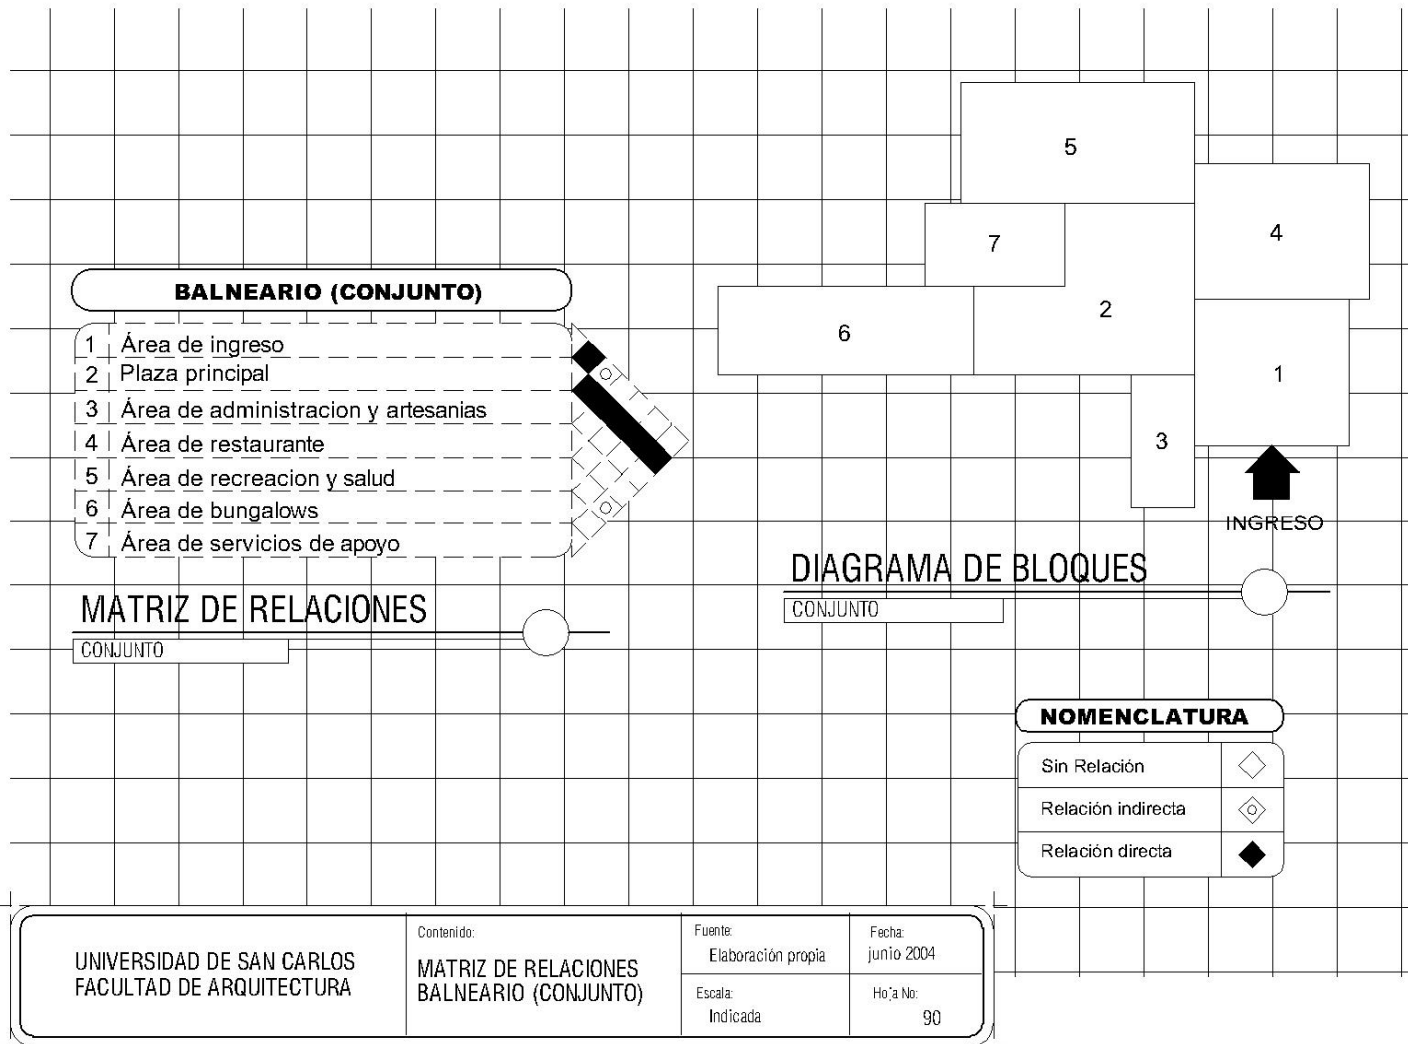 BALNEARIO (CONJUNTO)
1 Área de ingreso
2 Plaza principal
3 Área de administracion y artesanias
4 Área de restaurante
5 Área de recreacion y salud
6 Área de bungalows
7 Área de servicios de apoyo
MATRIZ DE RELACIONES
CONJUNTO
5
4
7
2
6
1
3
INGRESO
DIAGRAMA DE BLOQUES
CONJUNTO
NOMENCLATURA
Sin Relación
Relación indirecta
Relación directa
UNIVERSIDAD DE SAN CARLOS
FACULTAD DE ARQUITECTURA
Contenido:
MATRIZ DE RELACIONES
BALNEARIO (CONJUNTO)
Fuente:
Elaboración propia
Fecha:
junio 2004
Escala:
Indicada
Hoja No:
90